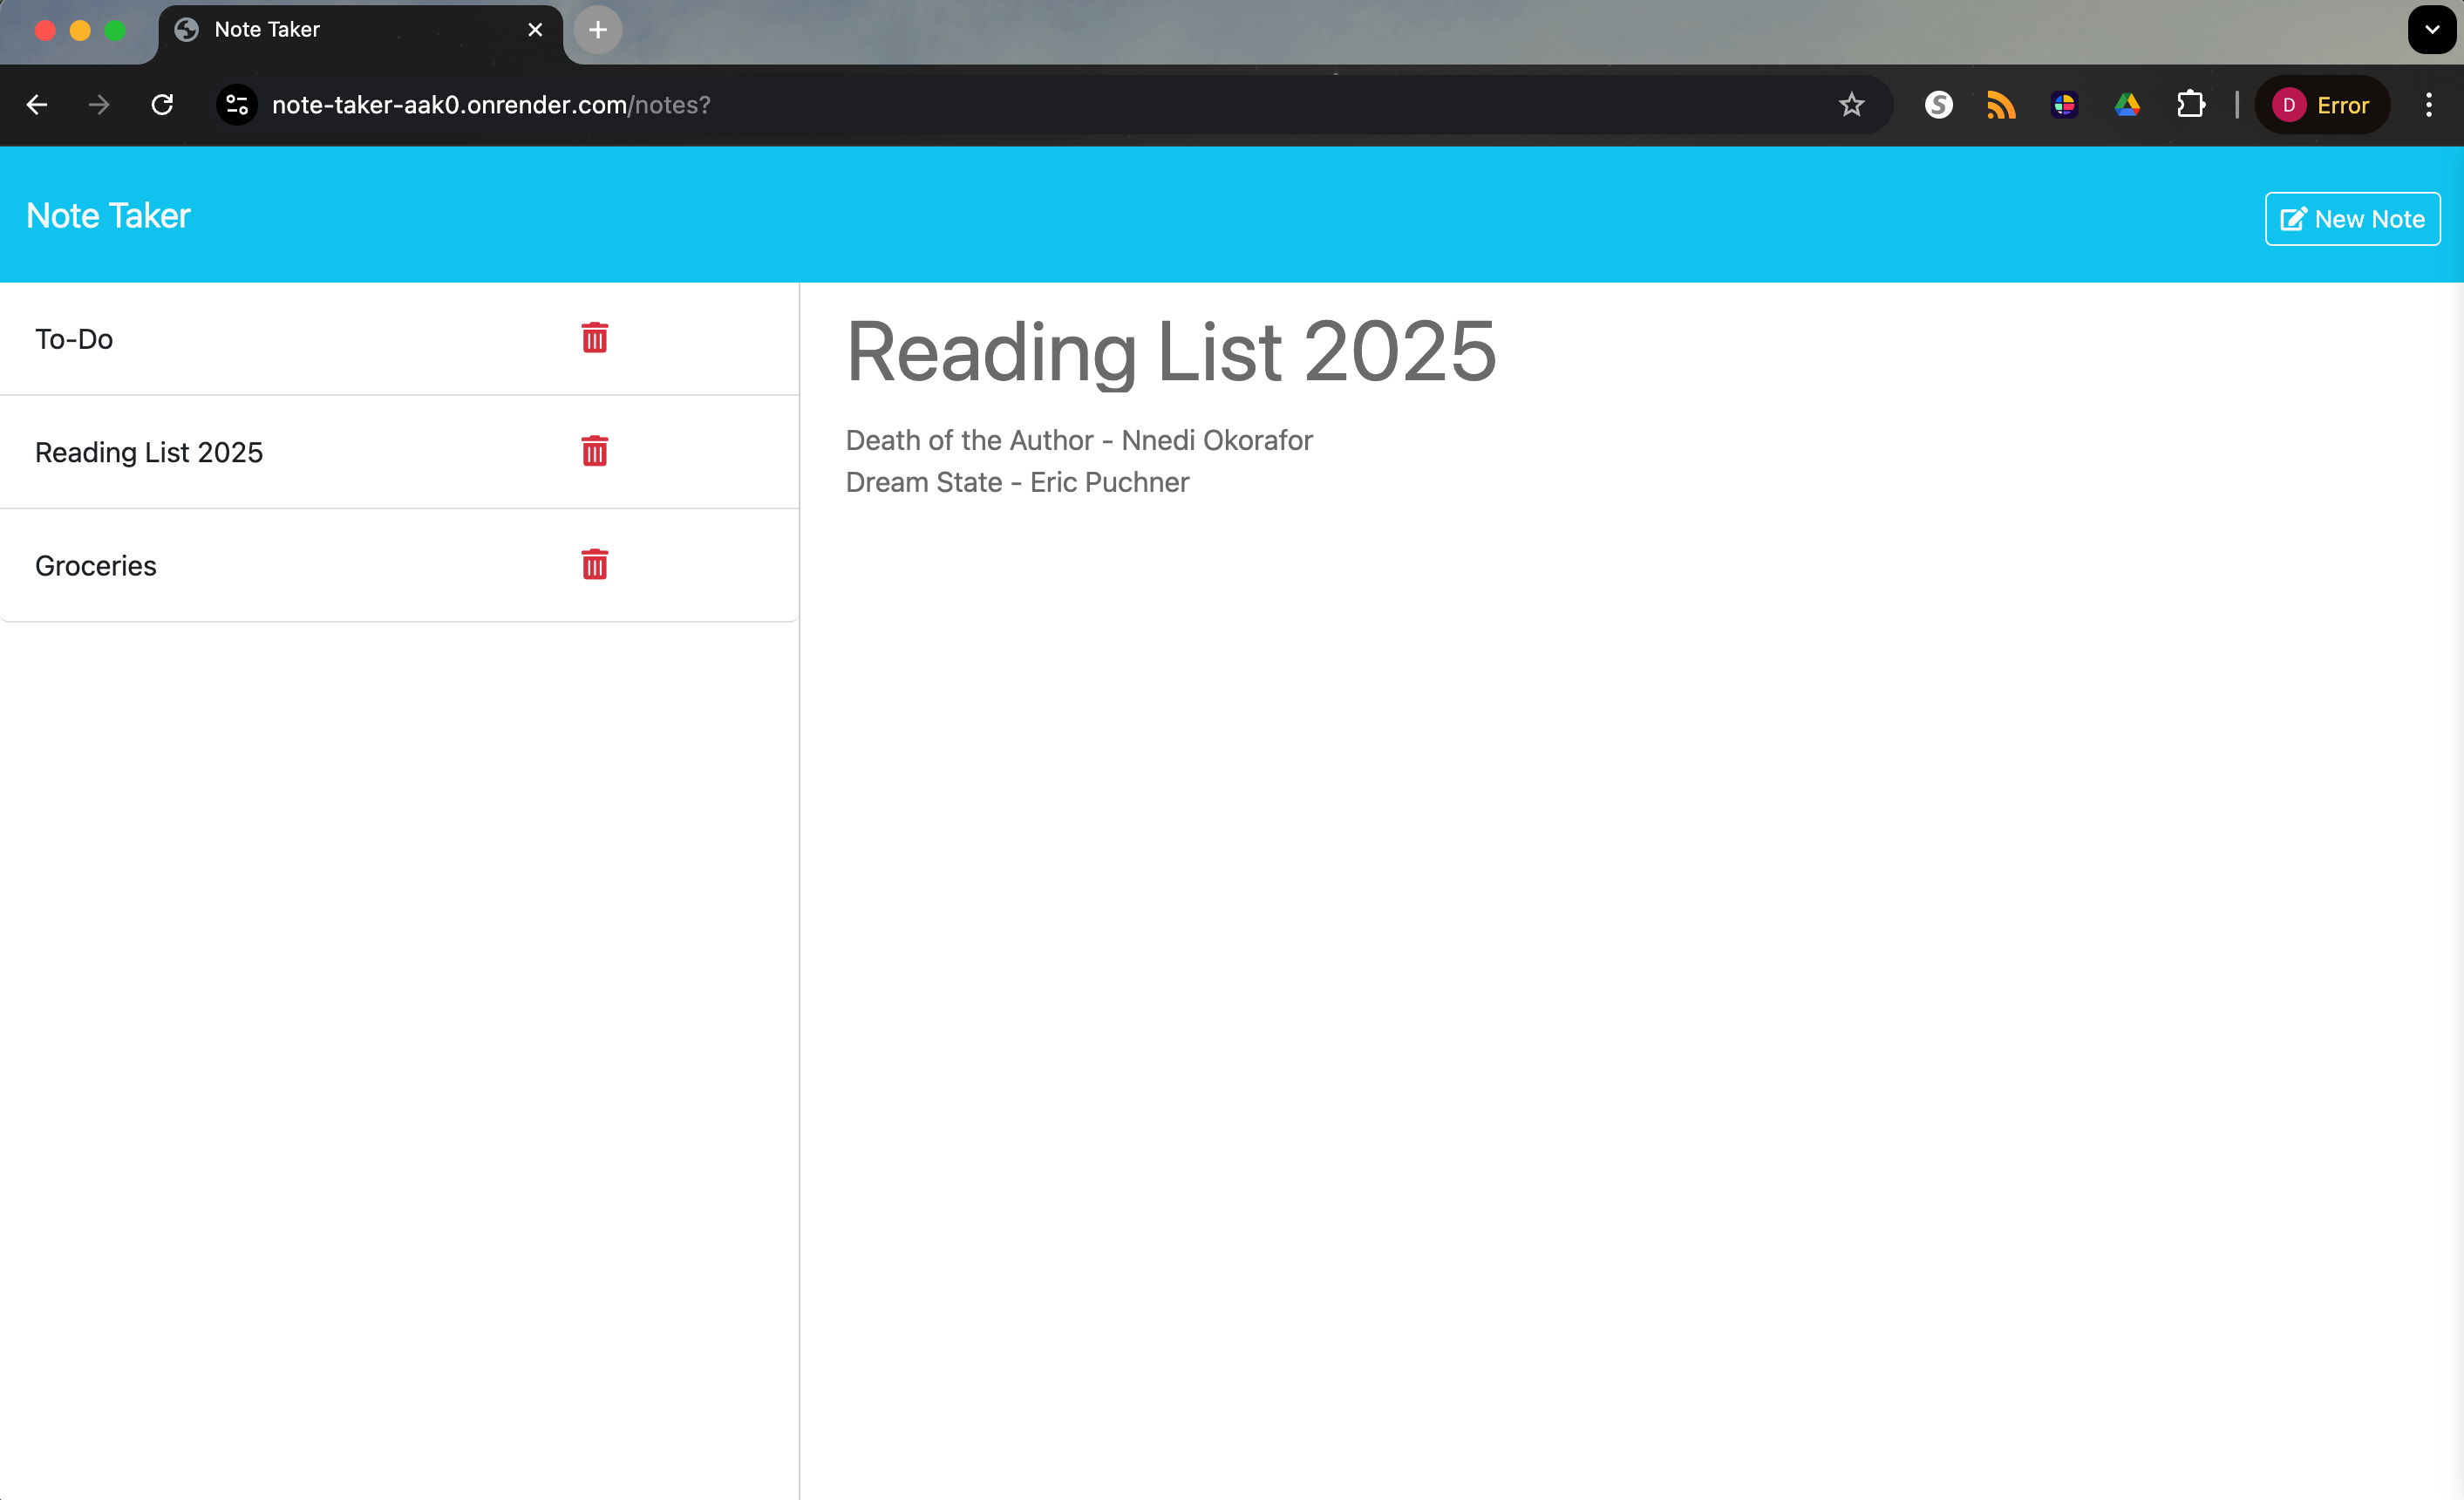 Note Taker
note-taker-aak0.onrender.com/notes?
S
D Error
Note Taker
New Note
To-Do
Reading List 2025
Groceries
Reading List 2025
Death of the Author - Nnedi Okorafor
Dream State - Eric Puchner